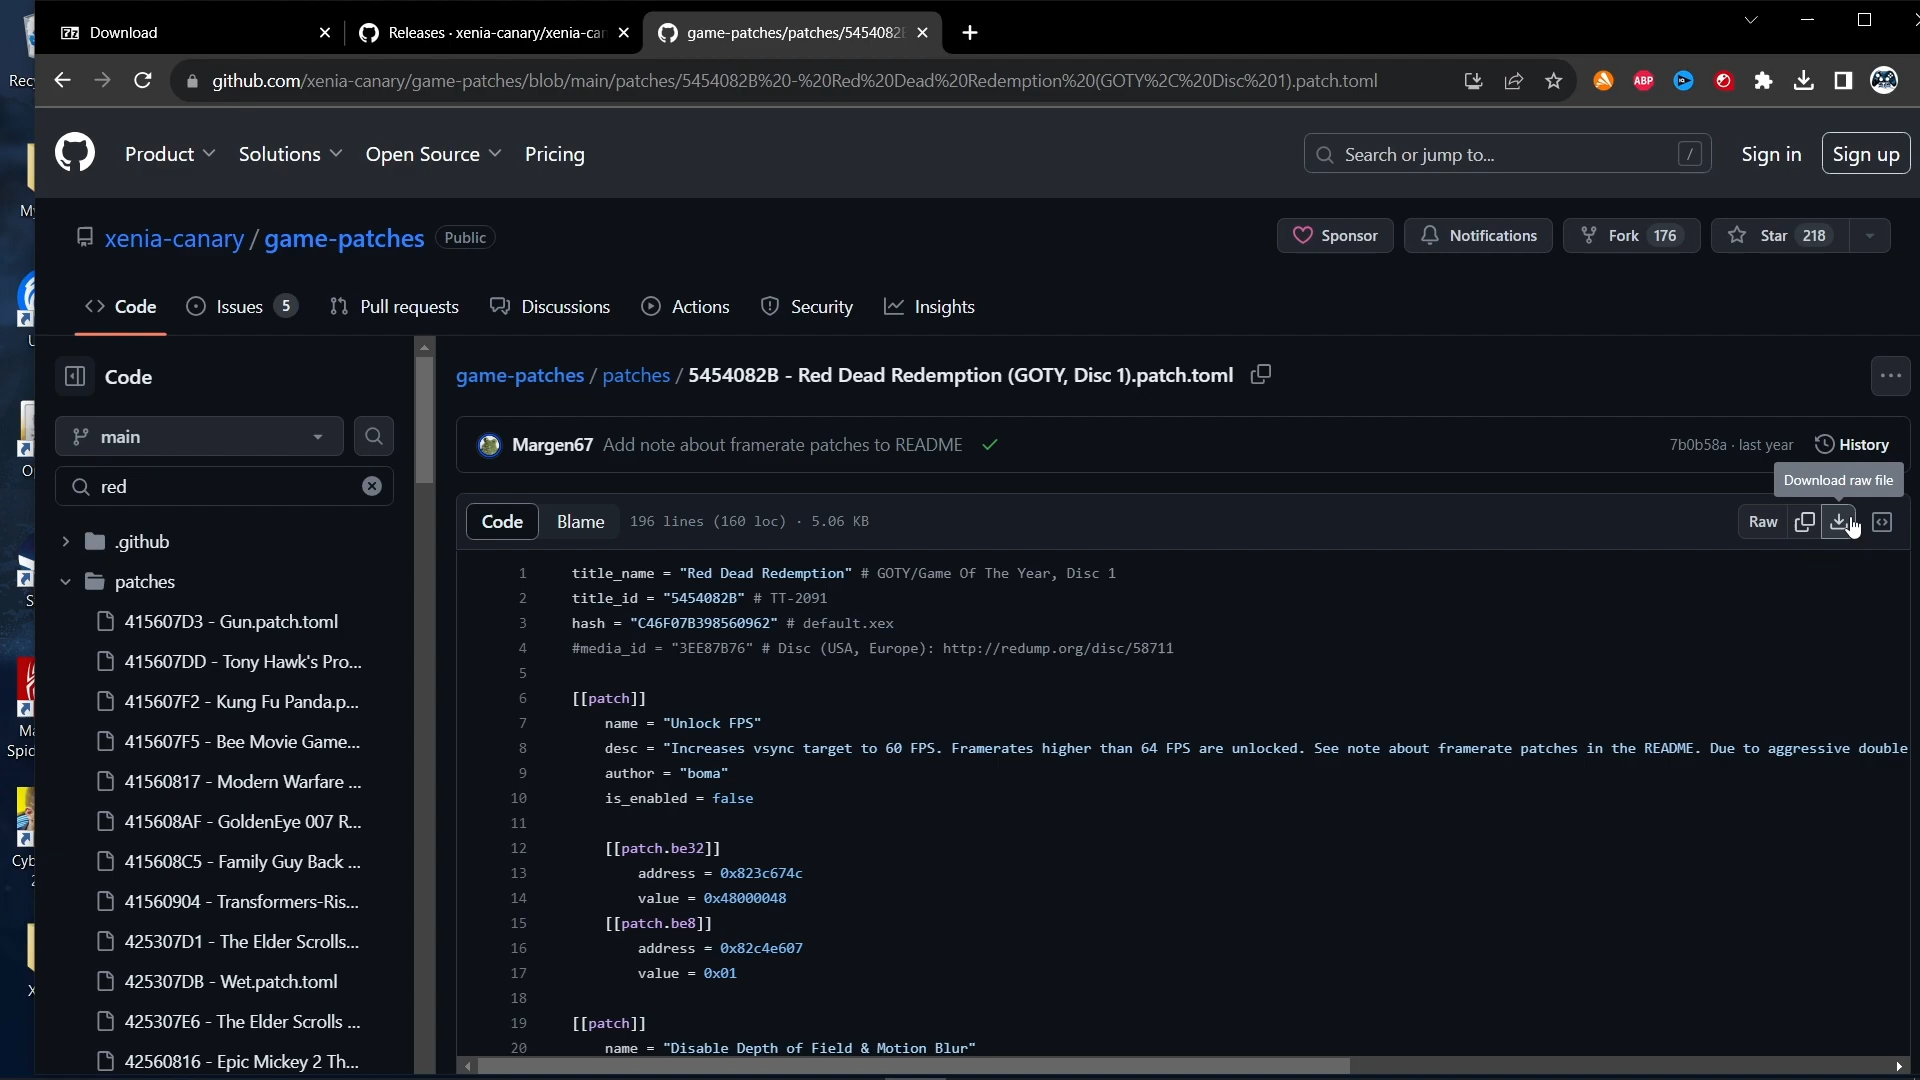 Download
Releases · xenia-canary/xenia-car
game-patches/patches/5454082B
Rec
github.com/xenia-canary/game-patches/blob/main/patches/5454082B%20-%20Red%20Dead%20Redemption%20(GOTY%2C%20Disc%201).patch.toml
ABP
Product
Solutions
Open Source
Pricing
Search or jump to...
/
Sign in
Sign up
My
xenia-canary / game-patches
Public
Sponsor
Notifications
Fork 176
Star 218
Code
Issues 5
Pull requests
Discussions
Actions
Security
Insights
Code
game-patches / patches / 5454082B - Red Dead Redemption (GOTY, Disc 1).patch.toml
main
Margen67 Add note about framerate patches to README
7b0b58a · last year
History
Download raw file
red
Code
Blame
196 lines (160 loc) · 5.06 KB
Raw
.github
patches
415607D3 - Gun.patch.toml
415607DD - Tony Hawk's Pro...
415607F2 - Kung Fu Panda.p...
415607F5 - Bee Movie Game...
41560817 - Modern Warfare ...
415608AF - GoldenEye 007 R...
415608C5 - Family Guy Back ...
41560904 - Transformers-Ris...
425307D1 - The Elder Scrolls...
425307DB - Wet.patch.toml
425307E6 - The Elder Scrolls ...
42560816 - Epic Mickey 2 Th...
1 title_name = "Red Dead Redemption" # GOTY/Game Of The Year, Disc 1
2 title_id = "5454082B" # TT-2091
3 hash = "C46F07B398560962" # default.xex
4 #media_id = "3EE87B76" # Disc (USA, Europe): http://redump.org/disc/58711
5
6 [[patch]]
7 name = "Unlock FPS"
8 desc = "Increases vsync target to 60 FPS. Framerates higher than 64 FPS are unlocked. See note about framerate patches in the README. Due to aggressive double
9 author = "boma"
10 is_enabled = false
11
12 [[patch.be32]]
13 address = 0x823c674c
14 value = 0x48000048
15 [[patch.be8]]
16 address = 0x82c4e607
17 value = 0x01
18
19 [[patch]]
20 name = "Disable Depth of Field & Motion Blur"
Ma
Spid
Cyb
2